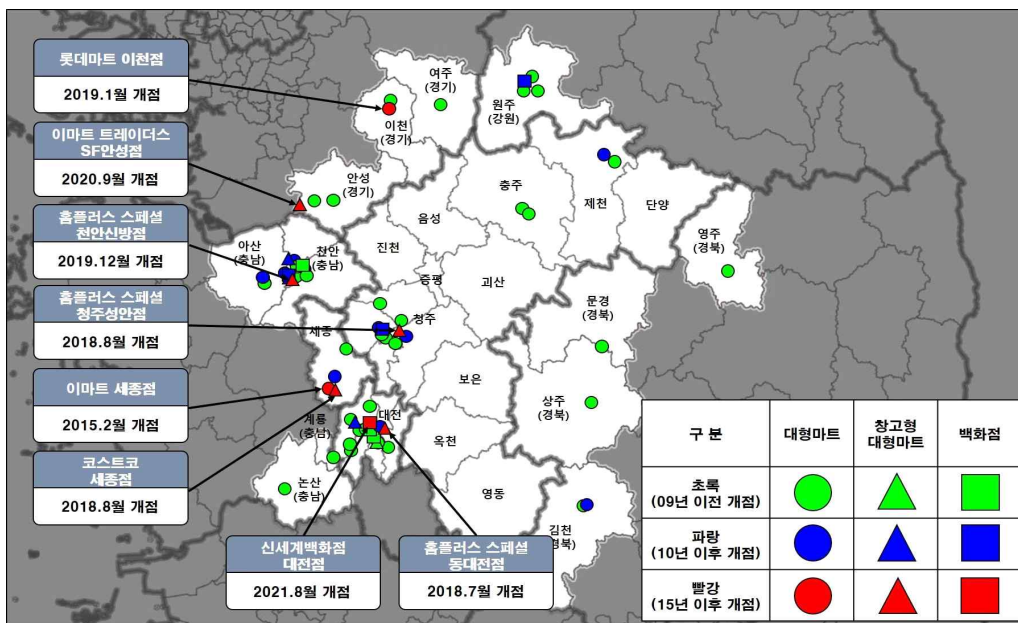 롯데마트 이천점
2019.1월 개점
이마트 트레이더스
SF안성점
2020.9월 개점
홈플러스 스페셜
천안신방점
2019.12월 개점
홈플러스 스페셜
청주성안점
2018.8월 개점
이마트 세종점
2015.2월 개점
코스트코
세종점
2018.8월 개점
신세계백화점
대전점
2021.8월 개점
홈플러스 스페셜
동대전점
2018.7월 개점
여주
(경기)
원주
(강원)
이천
(경기)
안성
(경기)
충주
제천
단양
음성
영주
(경북)
아산
(충남)
천안
(충남)
진천
증평
괴산
문경
(경북)
세종
청주
보은
상주
(경북)
계룡
(충남)
대전
옥천
논산
(충남)
영동
김천
(경북)
구 분
대형마트
창고형
대형마트
백화점
초록
(09년 이전 개점)
파랑
(10년 이후 개점)
빨강
(15년 이후 개점)